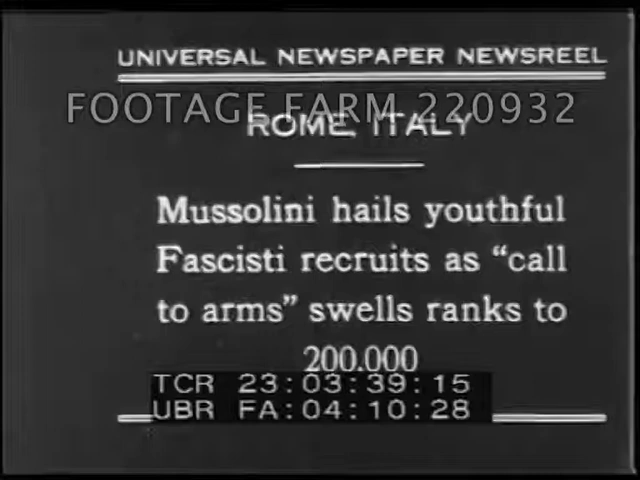 UNIVERSAL NEWSPAPER NEWSREEL
FOOTAGE FARM 220932
ROME, ITALY
Mussolini hails youthful
Fascisti recruits as “call
to arms” swells ranks to
200.000
TCR 23:03:39:15
UBR FA:04:10:28